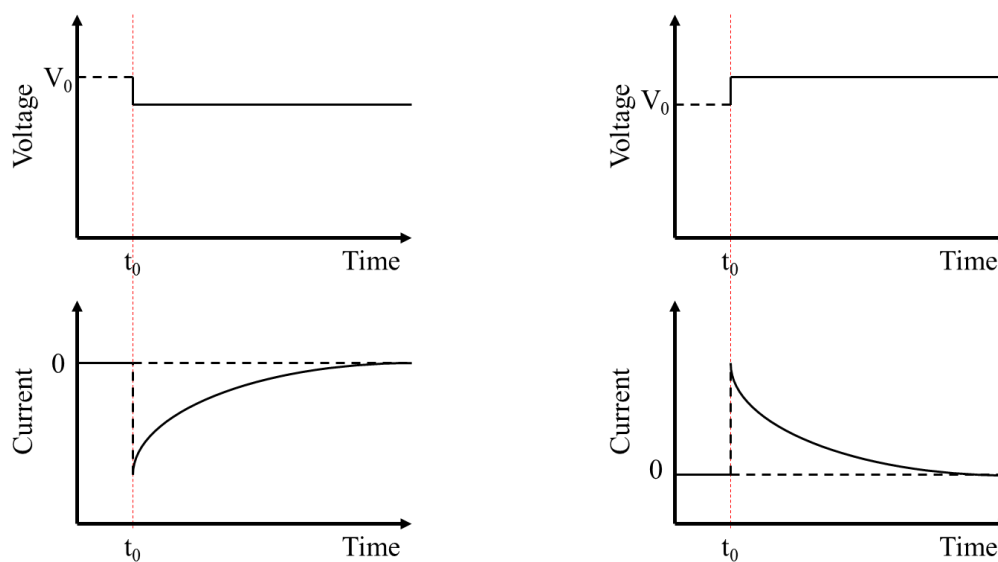 V₀
Voltage
t₀
Time
V₀
Voltage
t₀
Time
0
Current
t₀
Time
0
Current
t₀
Time